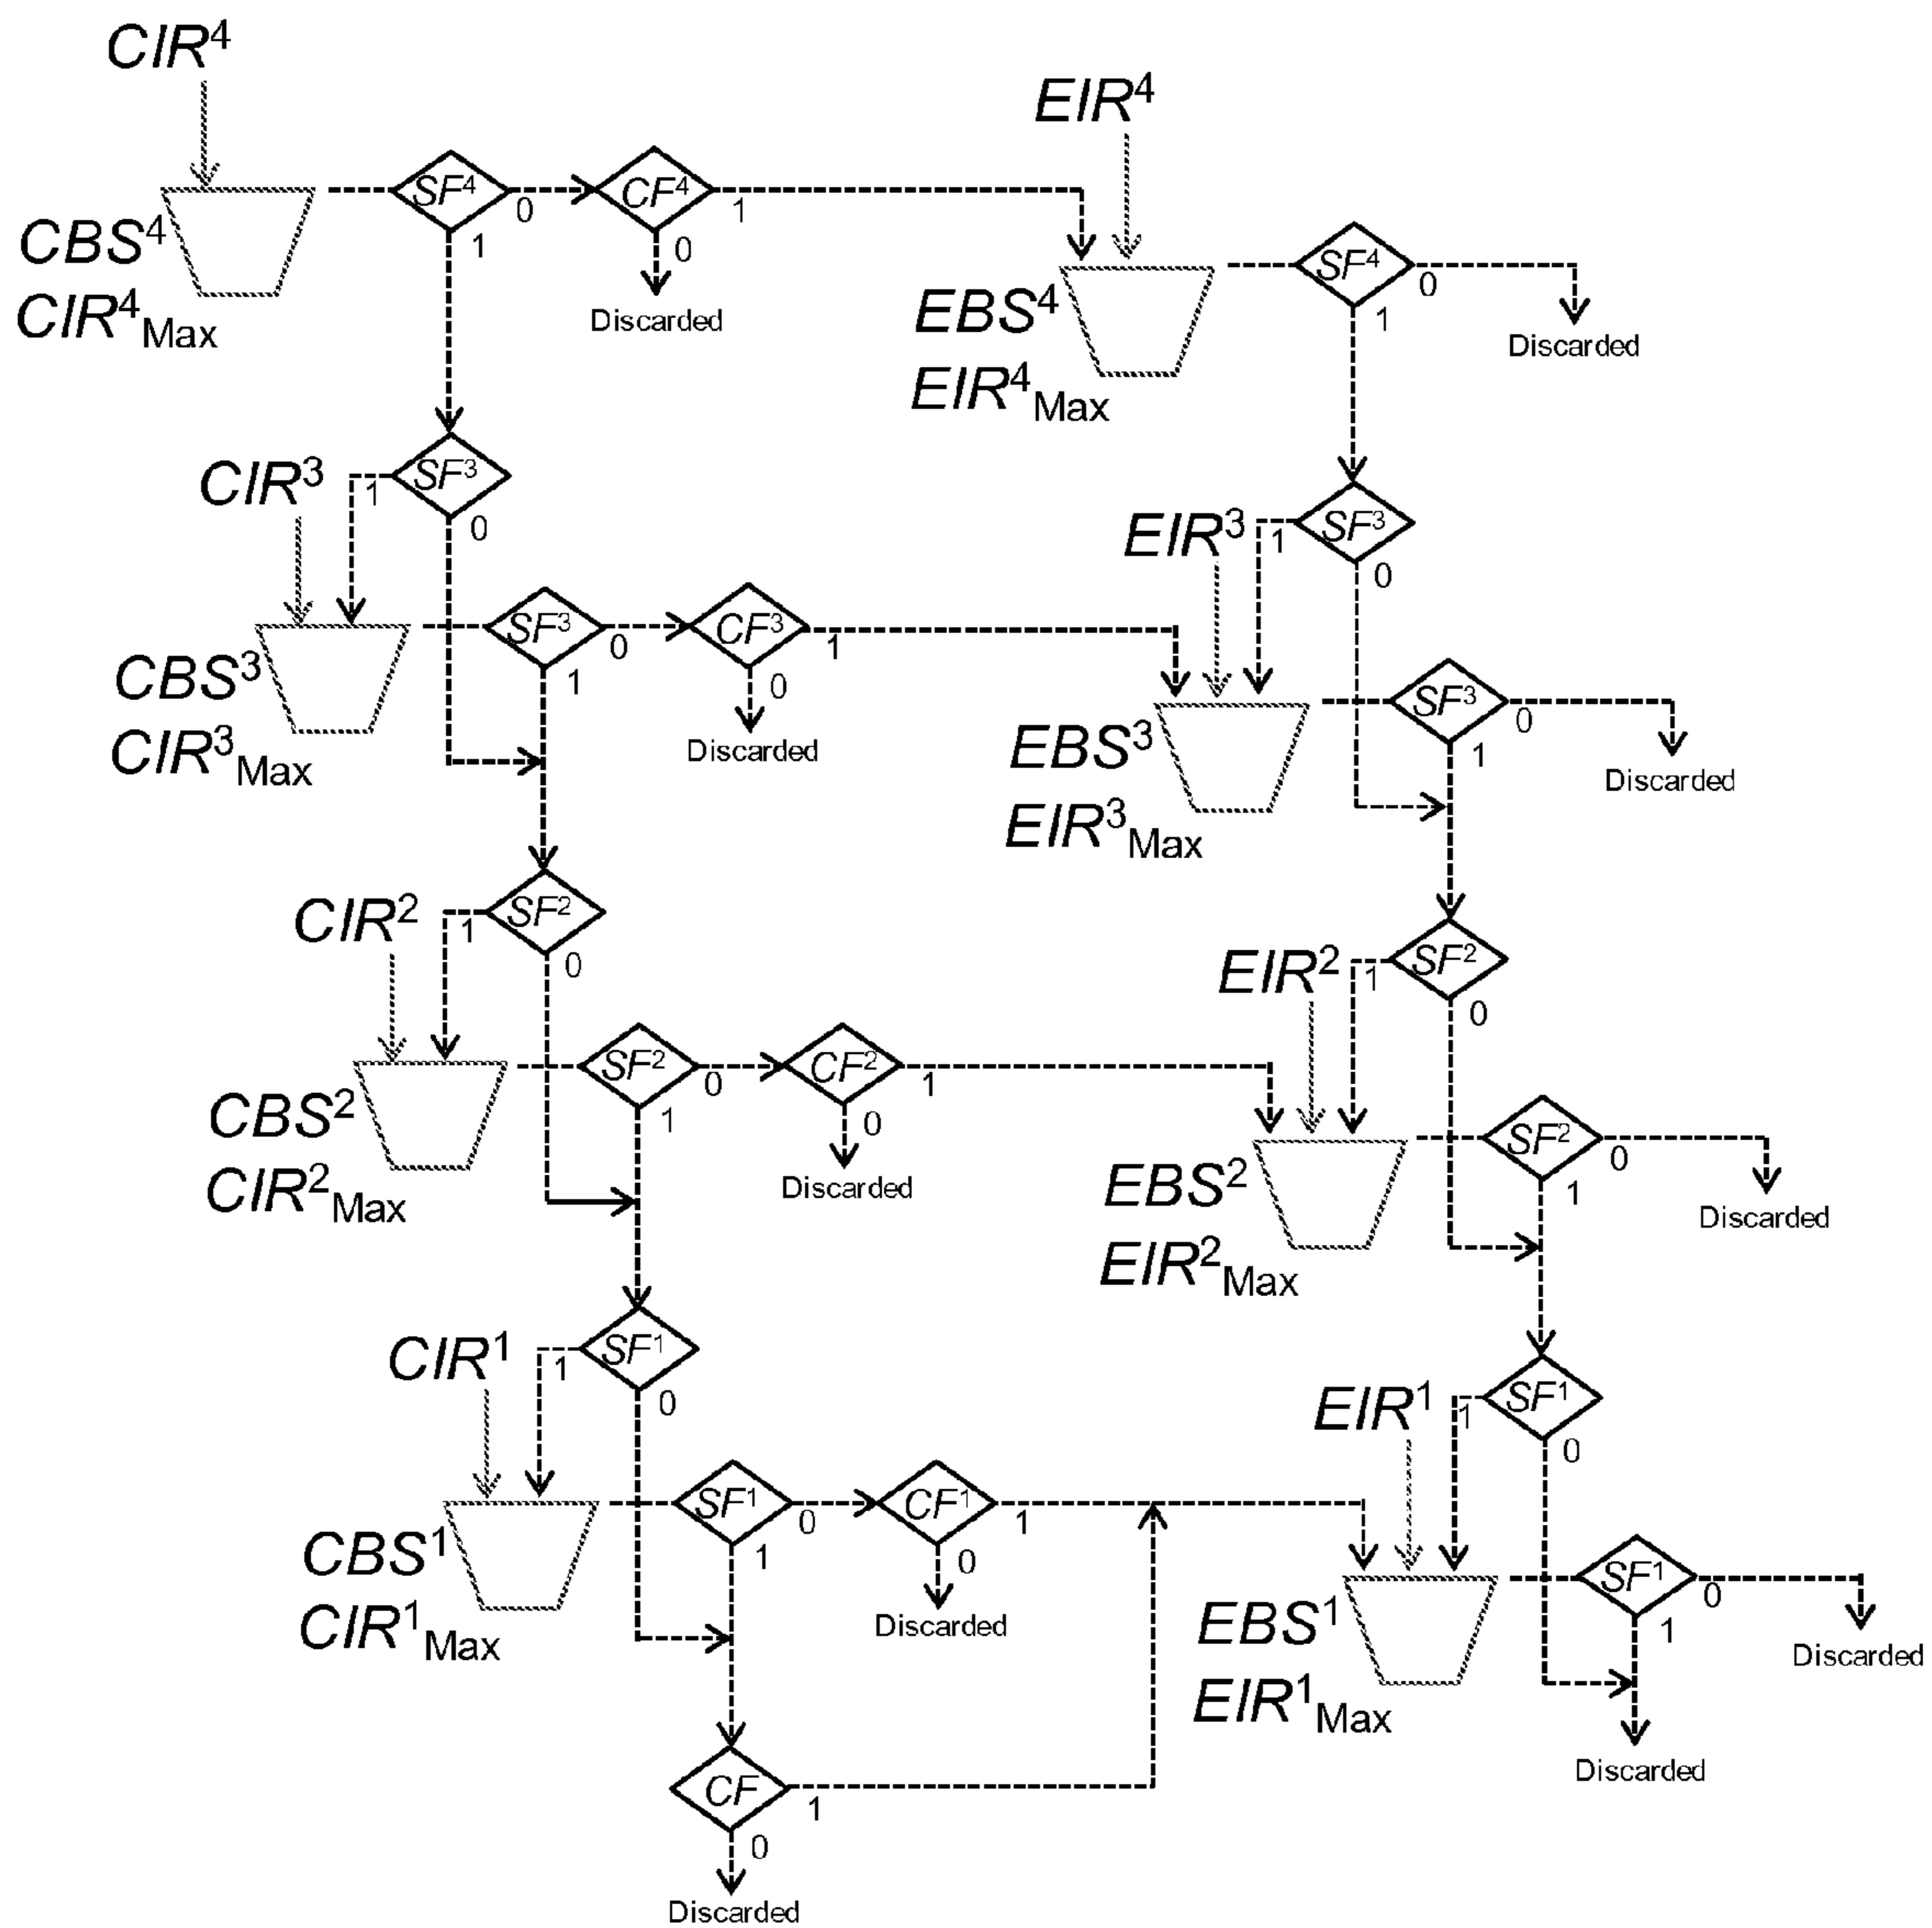 CIR⁴
EIR⁴
SF⁴ 0 CF⁴ 1
1 0
CBS⁴
CIR⁴Max
Discarded
SF⁴ 0
1
EBS⁴
EIR⁴Max
Discarded
CIR³
SF³
1
0
EIR³
SF³
1
0
SF³ 0 CF³ 1
1 0
CBS³
CIR³Max
Discarded
SF³ 0
1
EBS³
EIR³Max
Discarded
CIR²
SF²
1
0
EIR²
SF²
1
0
SF² 0 CF² 1
1 0
CBS²
CIR²Max
Discarded
SF² 0
1
EBS²
EIR²Max
Discarded
CIR¹
SF¹
1
0
EIR¹
SF¹
1
0
SF¹ 0 CF¹ 1
1 0
CBS¹
CIR¹Max
Discarded
SF¹ 0
1
EBS¹
EIR¹Max
Discarded
Discarded
CF 1
0
Discarded